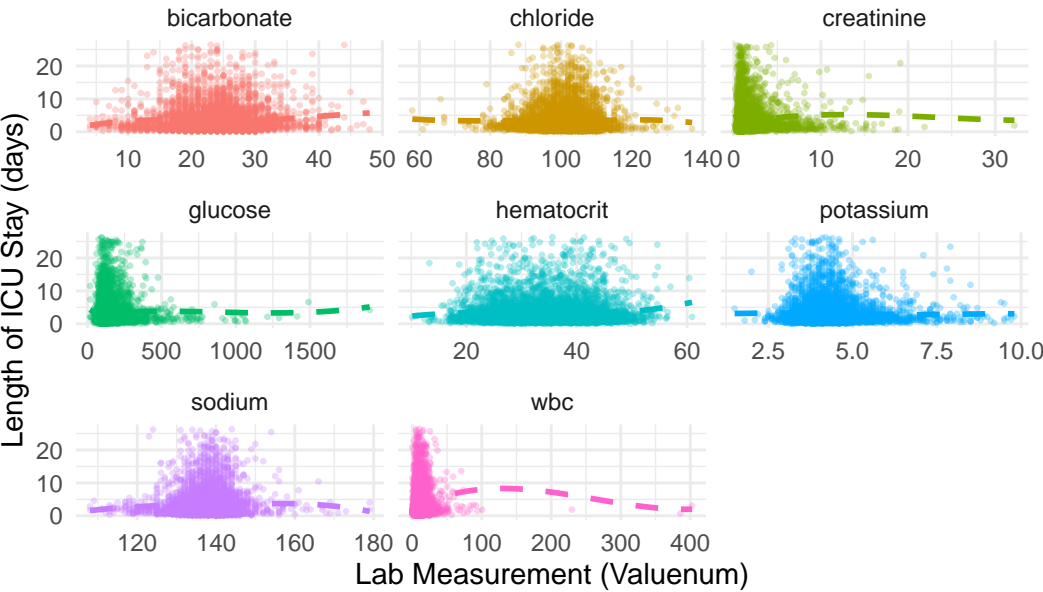 bicarbonate chloride creatinine
20
10
0
10 20 30 40 50 60 80 100 120 140 0 10 20 30
glucose hematocrit potassium
20
10
0
0 500 1000 1500 20 40 60 2.5 5.0 7.5 10.0
sodium wbc
20
10
0
120 140 160 180 0 100 200 300 400
Lab Measurement (Valuenum)
Length of ICU Stay (days)